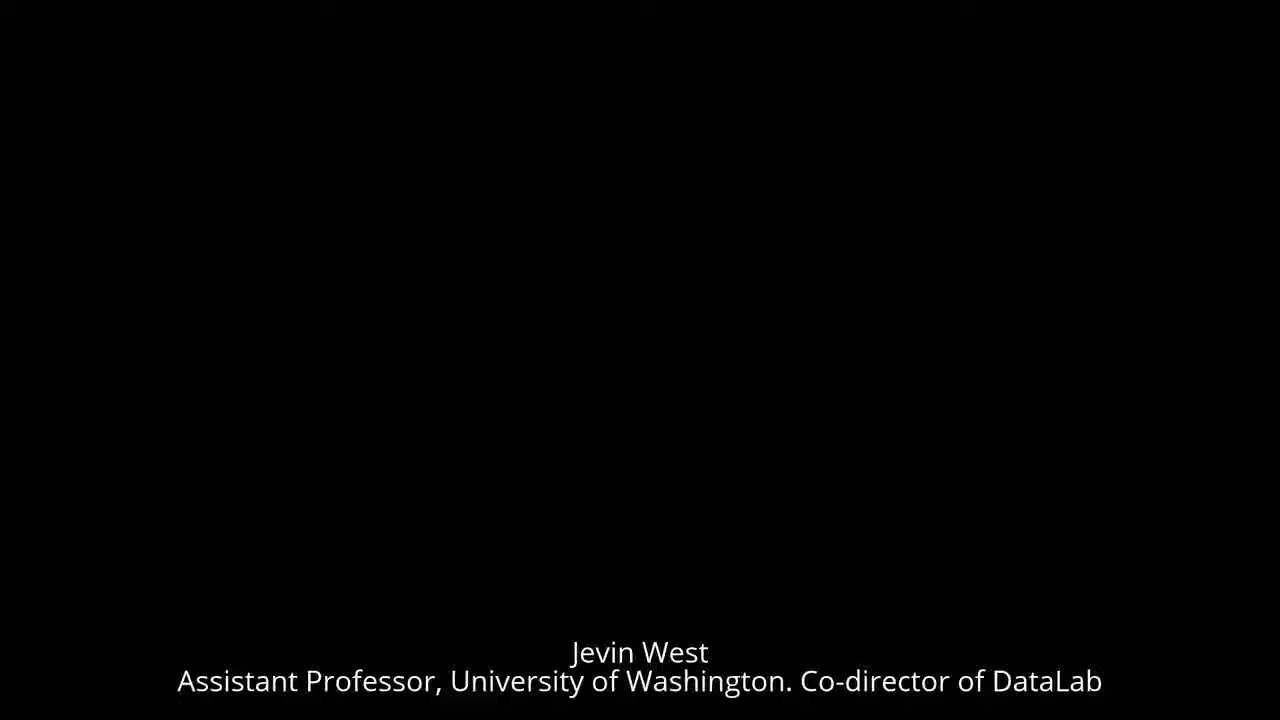 Jevin West
Assistant Professor, University of Washington. Co-director of DataLab